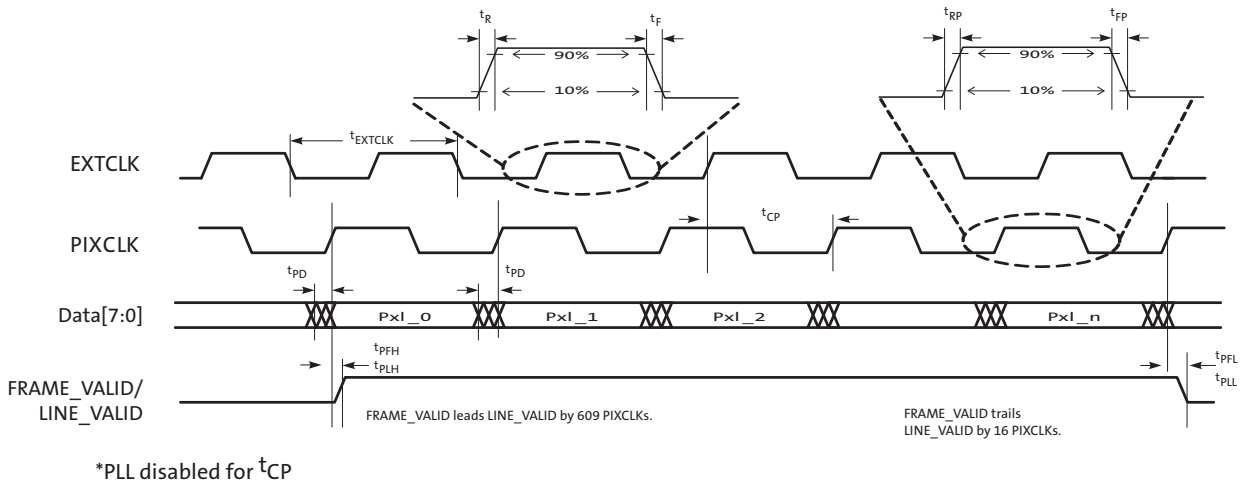 tR tF tRP tFP
90% 90%
10% 10%
tEXTCLK
EXTCLK
tCP
PIXCLK
tPD tPD
Data[7:0] Pxl_0 Pxl_1 Pxl_2 Pxl_n
tPFH tPFL
tPLH tPLL
FRAME_VALID/
LINE_VALID
FRAME_VALID leads LINE_VALID by 609 PIXCLKs.
FRAME_VALID trails
LINE_VALID by 16 PIXCLKs.
*PLL disabled for tCP